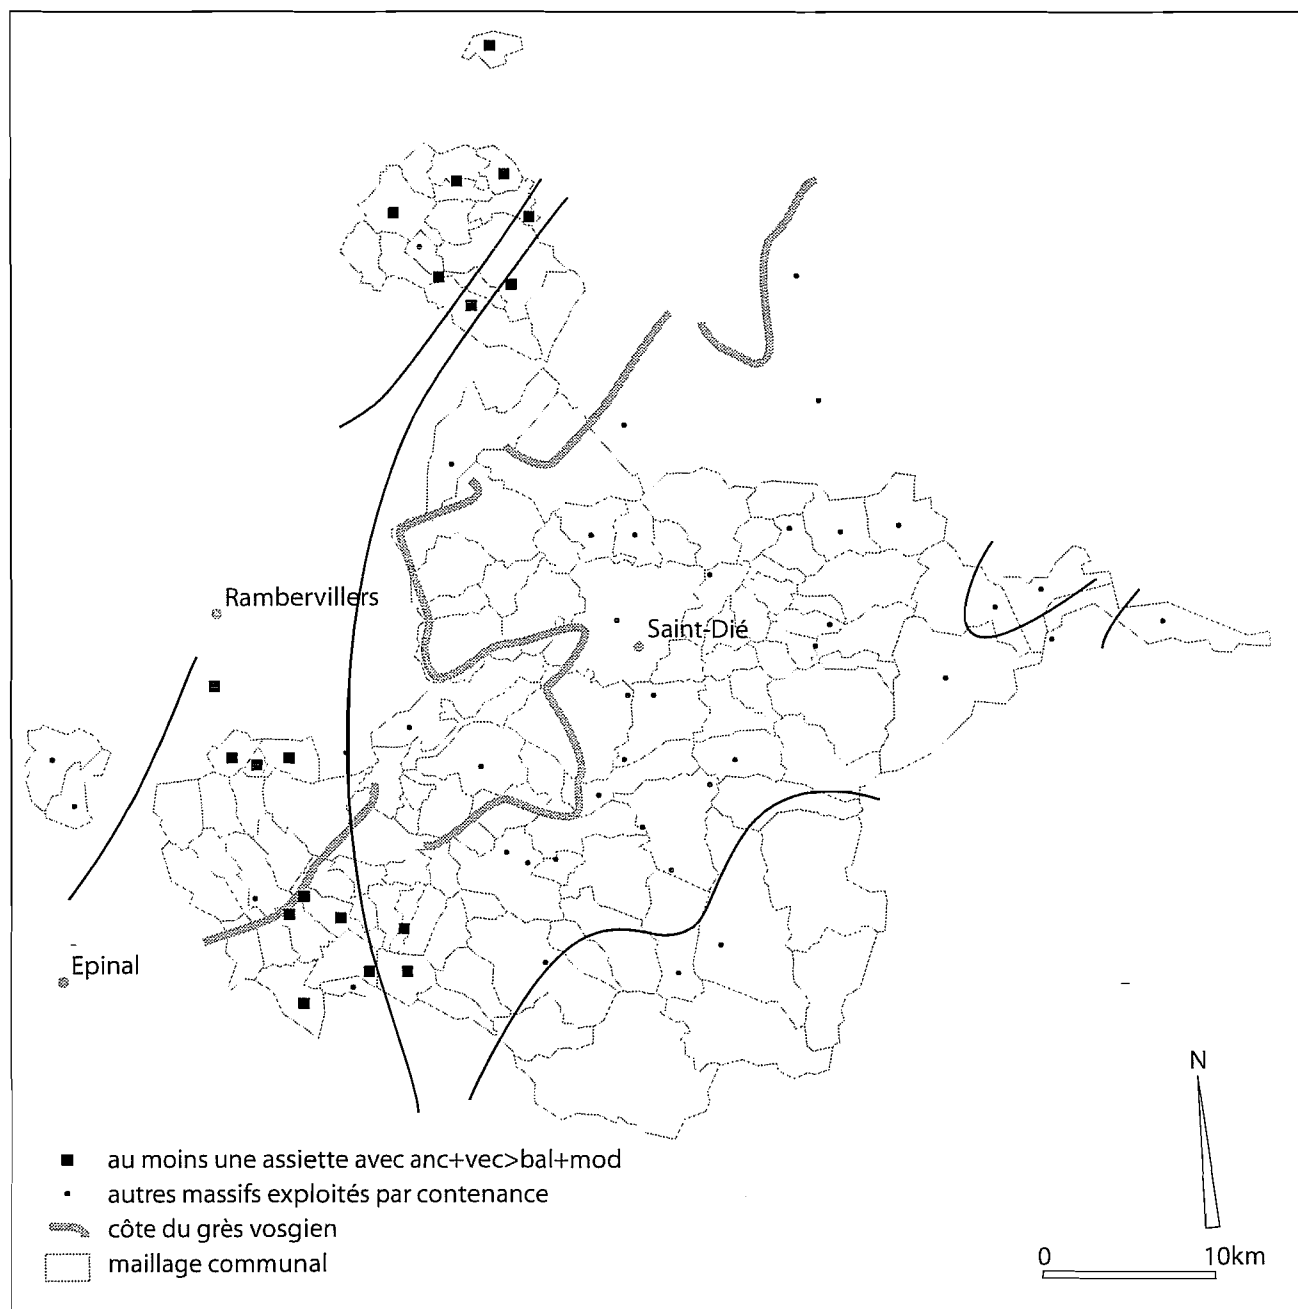 Rambervillers
Saint-Dié
Epinal
N
au moins une assiette avec anc+vec>bal+mod
autres massifs exploités par contenance
côte du grès vosgien
maillage communal
0 10km